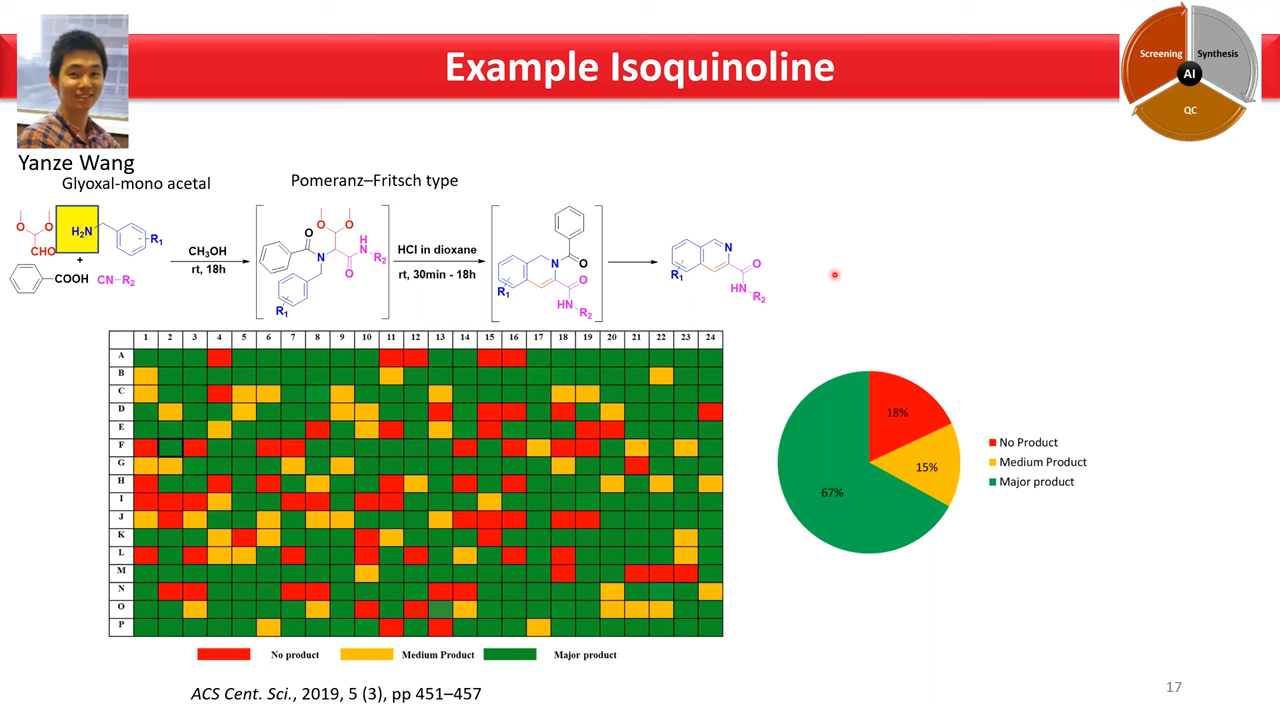 Example Isoquinoline
Screening
Synthesis
AI
QC
Yanze Wang
Glyoxal-mono acetal
Pomeranz–Fritsch type
O O
H₂N
R1
CHO
+
COOH CN–R₂
CH₃OH
rt, 18h
O O
O
N
H
N
R₂
O
R1
HCl in dioxane
rt, 30min - 18h
N
O
R1
O
HN
R₂
N
R1
O
HN
R₂
1 2 3 4 5 6 7 8 9 10 11 12 13 14 15 16 17 18 19 20 21 22 23 24
A
B
C
D
E
F
G
H
I
J
K
L
M
N
O
P
No product Medium Product Major product
18%
15%
67%
No Product
Medium Product
Major product
ACS Cent. Sci., 2019, 5 (3), pp 451–457
17